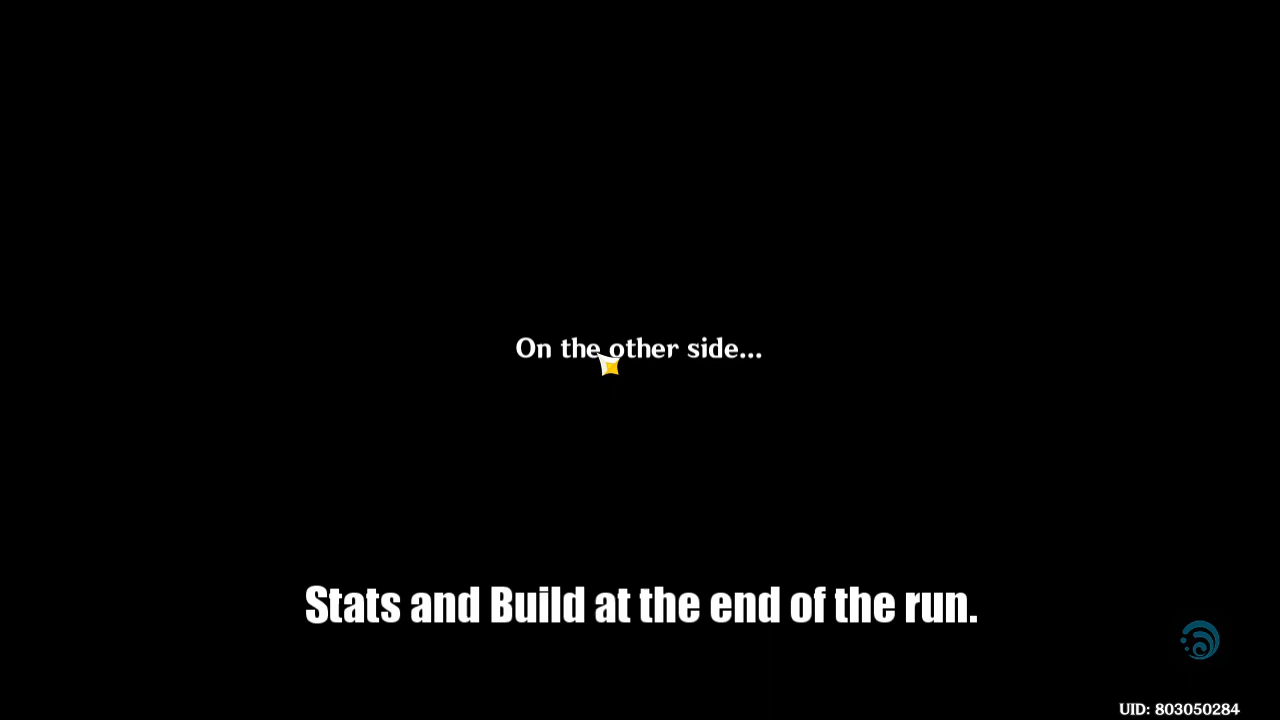 On the other side...
Stats and Build at the end of the run.
UID: 803050284